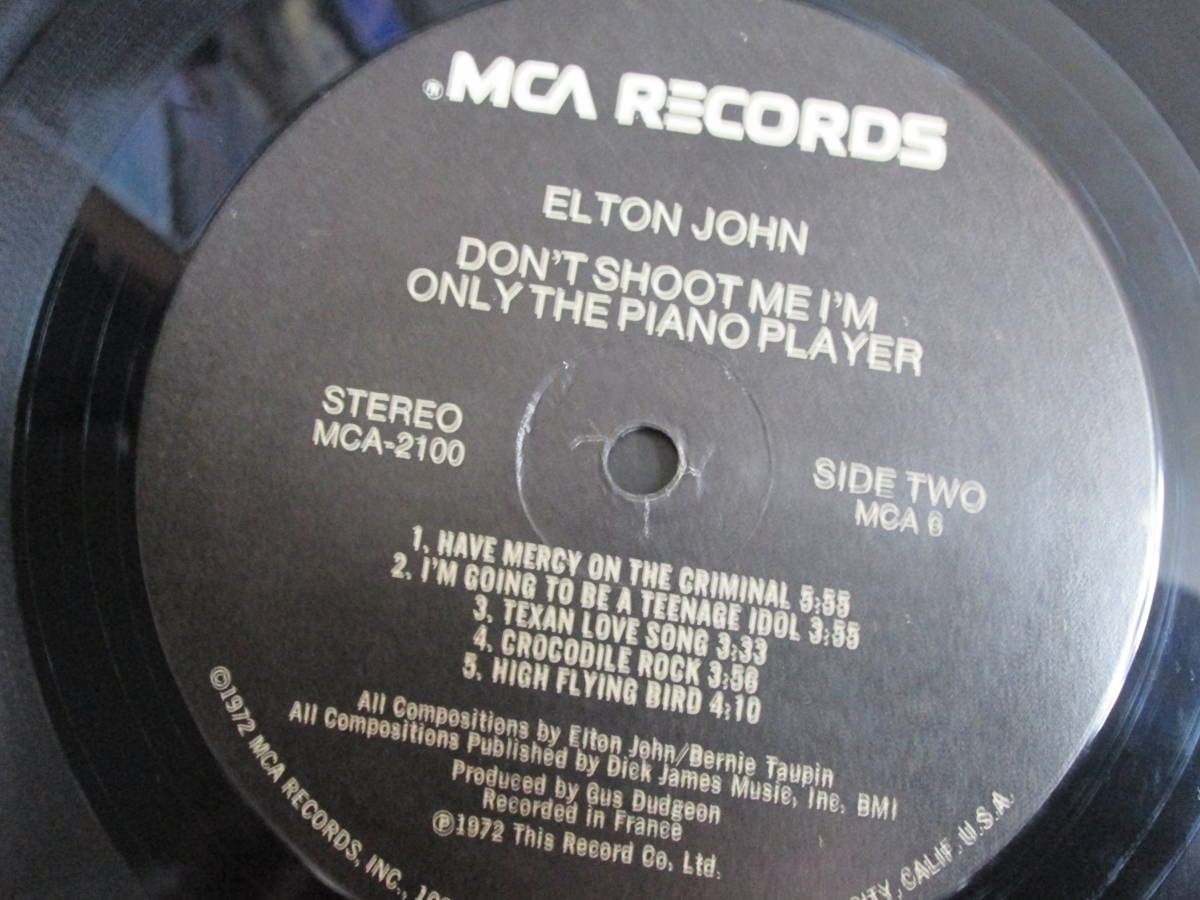 ® MCA RECORDS
ELTON JOHN
DON'T SHOOT ME I'M
ONLY THE PIANO PLAYER
STEREO
MCA-2100
SIDE TWO
MCA 6
1. HAVE MERCY ON THE CRIMINAL 5:55
2. I'M GOING TO BE A TEENAGE IDOL 3:55
3. TEXAN LOVE SONG 3:33
4. CROCODILE ROCK 3:56
5. HIGH FLYING BIRD 4:10
All Compositions by Elton John/Bernie Taupin
All Compositions Published by Dick James Music, Inc. BMI
Produced by Gus Dudgeon
Recorded in France
℗1972 This Record Co. Ltd.
©1972 MCA RECORDS, INC.,
CITY, CALIF. U.S.A.